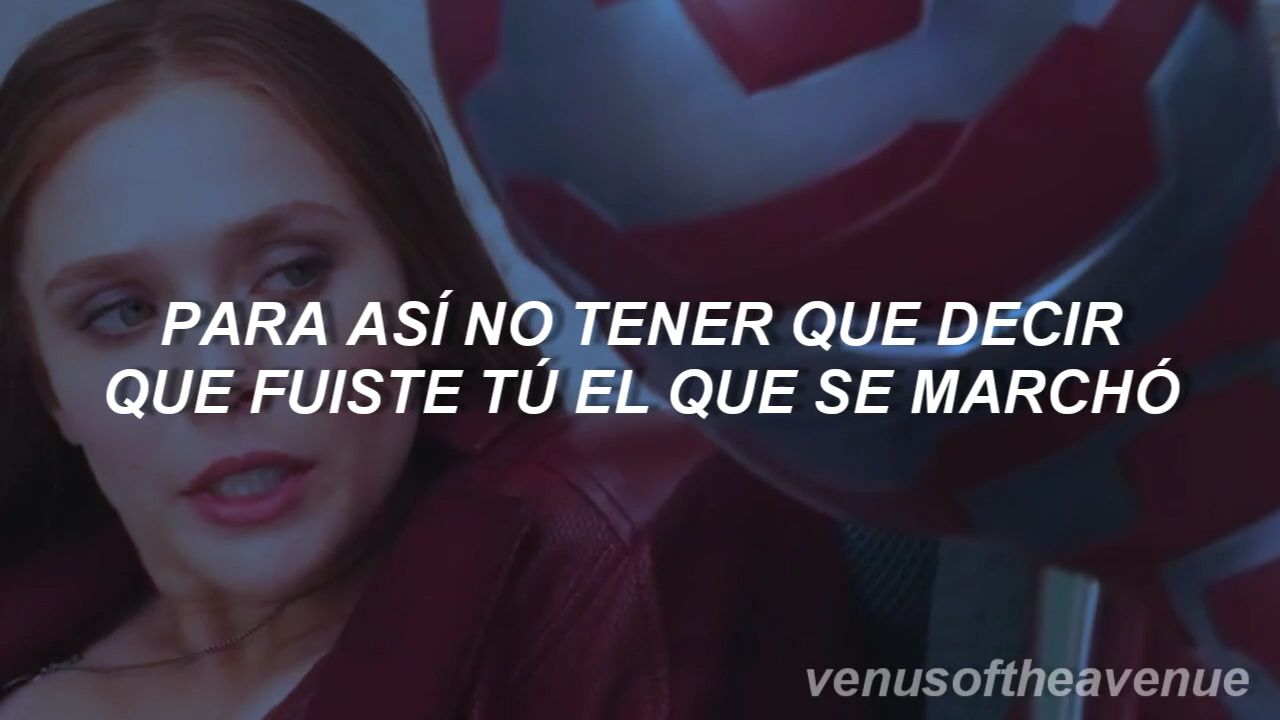 PARA ASÍ NO TENER QUE DECIR
QUE FUISTE TÚ EL QUE SE MARCHÓ
venusoftheavenue